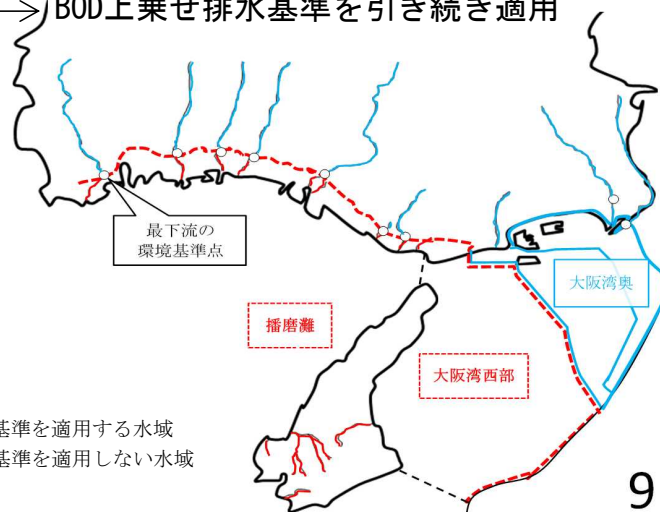 BOD上乗せ排水基準を引き続き適用
最下流の
環境基準点
大阪湾奥
播磨灘
大阪湾西部
基準を適用する水域
基準を適用しない水域
9